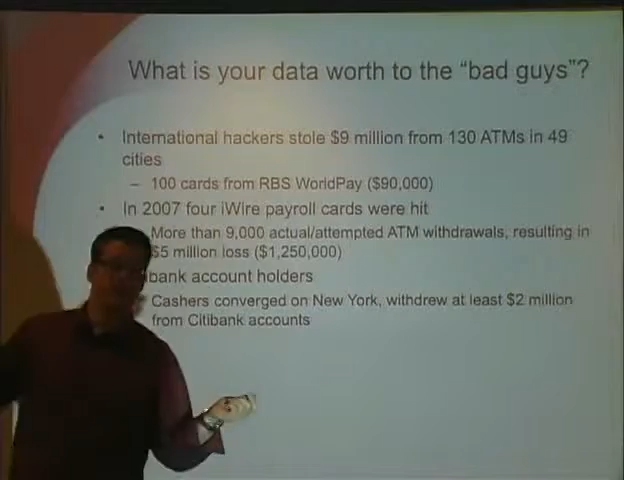 What is your data worth to the “bad guys”?
• International hackers stole $9 million from 130 ATMs in 49
cities
– 100 cards from RBS WorldPay ($90,000)
• In 2007 four iWire payroll cards were hit
More than 9,000 actual/attempted ATM withdrawals, resulting in
$5 million loss ($1,250,000)
bank account holders
Cashers converged on New York, withdrew at least $2 million
from Citibank accounts